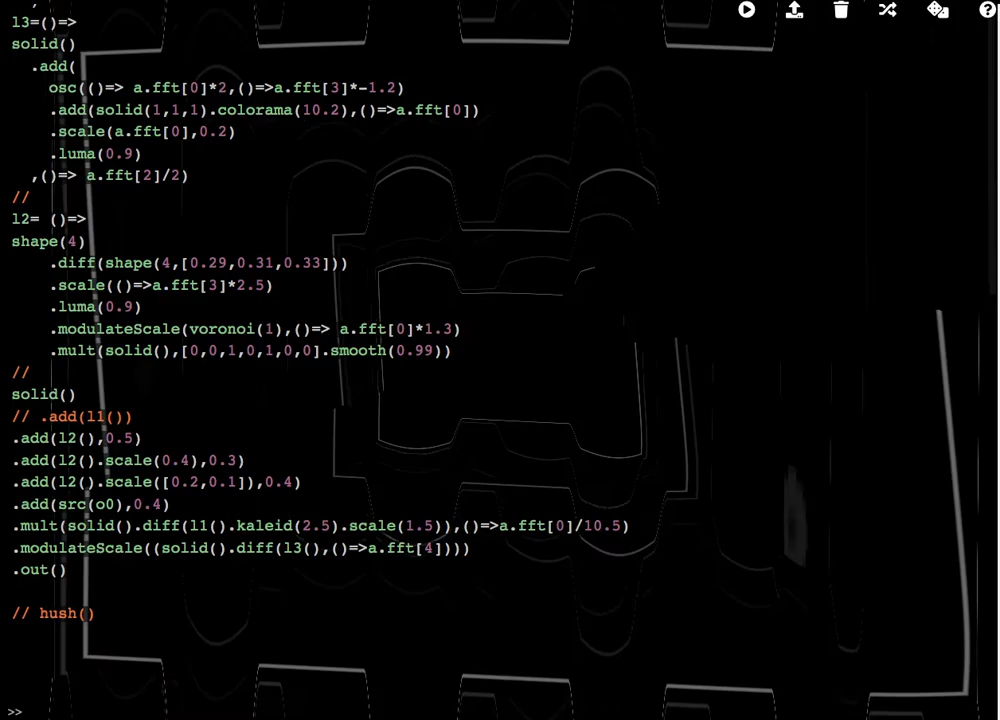 ,
l3=()=>
solid()
.add(
osc(()=> a.fft[0]*2,()=>a.fft[3]*-1.2)
.add(solid(1,1,1).colorama(10.2),()=>a.fft[0])
.scale(a.fft[0],0.2)
.luma(0.9)
,()=> a.fft[2]/2)
//
l2= ()=>
shape(4)
.diff(shape(4,[0.29,0.31,0.33]))
.scale(()=>a.fft[3]*2.5)
.luma(0.9)
.modulateScale(voronoi(1),()=> a.fft[0]*1.3)
.mult(solid(),[0,0,1,0,1,0,0].smooth(0.99))
//
solid()
// .add(l1())
.add(l2(),0.5)
.add(l2().scale(0.4),0.3)
.add(l2().scale([0.2,0.1]),0.4)
.add(src(o0),0.4)
.mult(solid().diff(l1().kaleid(2.5).scale(1.5)),()=>a.fft[0]/10.5)
.modulateScale((solid().diff(l3(),()=>a.fft[4])))
.out()
// hush()
>>